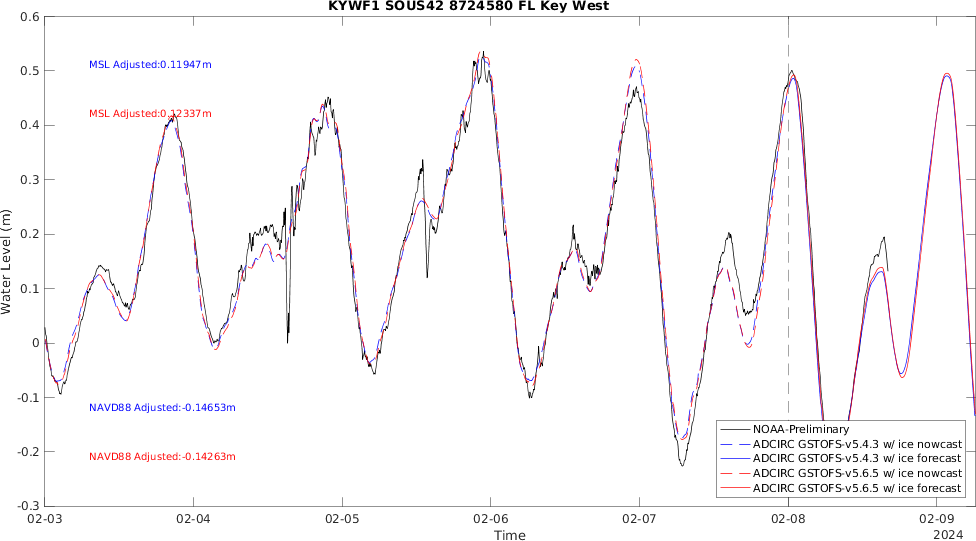 KYWF1 SOUS42 8724580 FL Key West
0.6
0.5
0.4
0.3
0.2
0.1
0
-0.1
-0.2
-0.3
Water Level (m)
MSL Adjusted:0.11947m
MSL Adjusted:0.12337m
NAVD88 Adjusted:-0.14653m
NAVD88 Adjusted:-0.14263m
NOAA-Preliminary
ADCIRC GSTOFS-v5.4.3 w/ ice nowcast
ADCIRC GSTOFS-v5.4.3 w/ ice forecast
ADCIRC GSTOFS-v5.6.5 w/ ice nowcast
ADCIRC GSTOFS-v5.6.5 w/ ice forecast
02-03 02-04 02-05 02-06 02-07 02-08 02-09
Time
2024